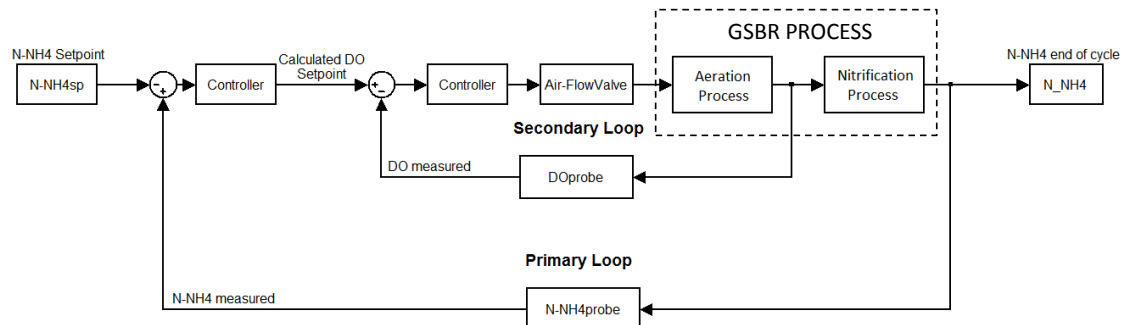 GSBR PROCESS
N-NH4 Setpoint
N-NH4sp
- +
Controller
Calculated DO
Setpoint
+ -
Controller
Air-FlowValve
Aeration
Process
Nitrification
Process
N-NH4 end of cycle
N_NH4
Secondary Loop
DO measured
DOprobe
Primary Loop
N-NH4 measured
N-NH4probe